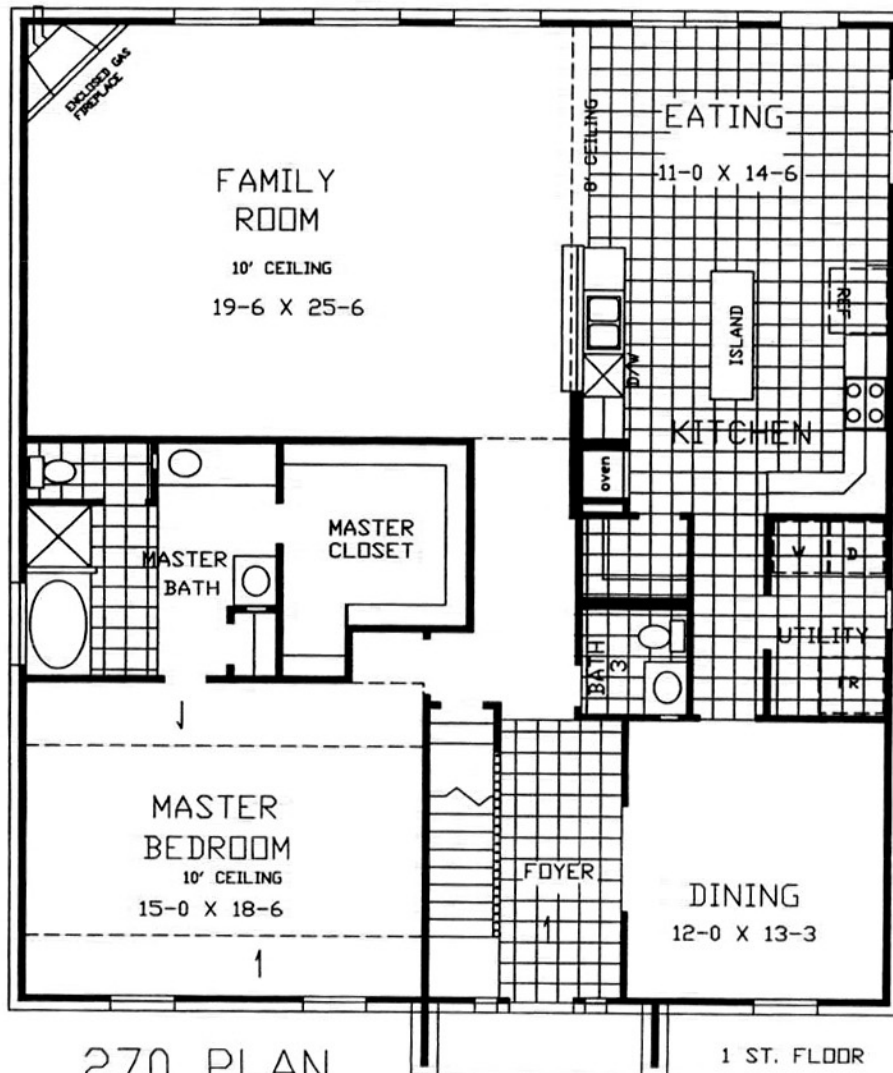 ENCLOSED GAS
FIREPLACE
FAMILY
ROOM
10' CEILING
19-6 X 25-6
8' CEILING
EATING
11-0 X 14-6
REF
ISLAND
D/W
KITCHEN
oven
MASTER
CLOSET
MASTER
BATH
W
D
UTILITY
FR
BATH
3
MASTER
BEDROOM
10' CEILING
15-0 X 18-6
FOYER
DINING
12-0 X 13-3
270 PLAN
1 ST. FLOOR